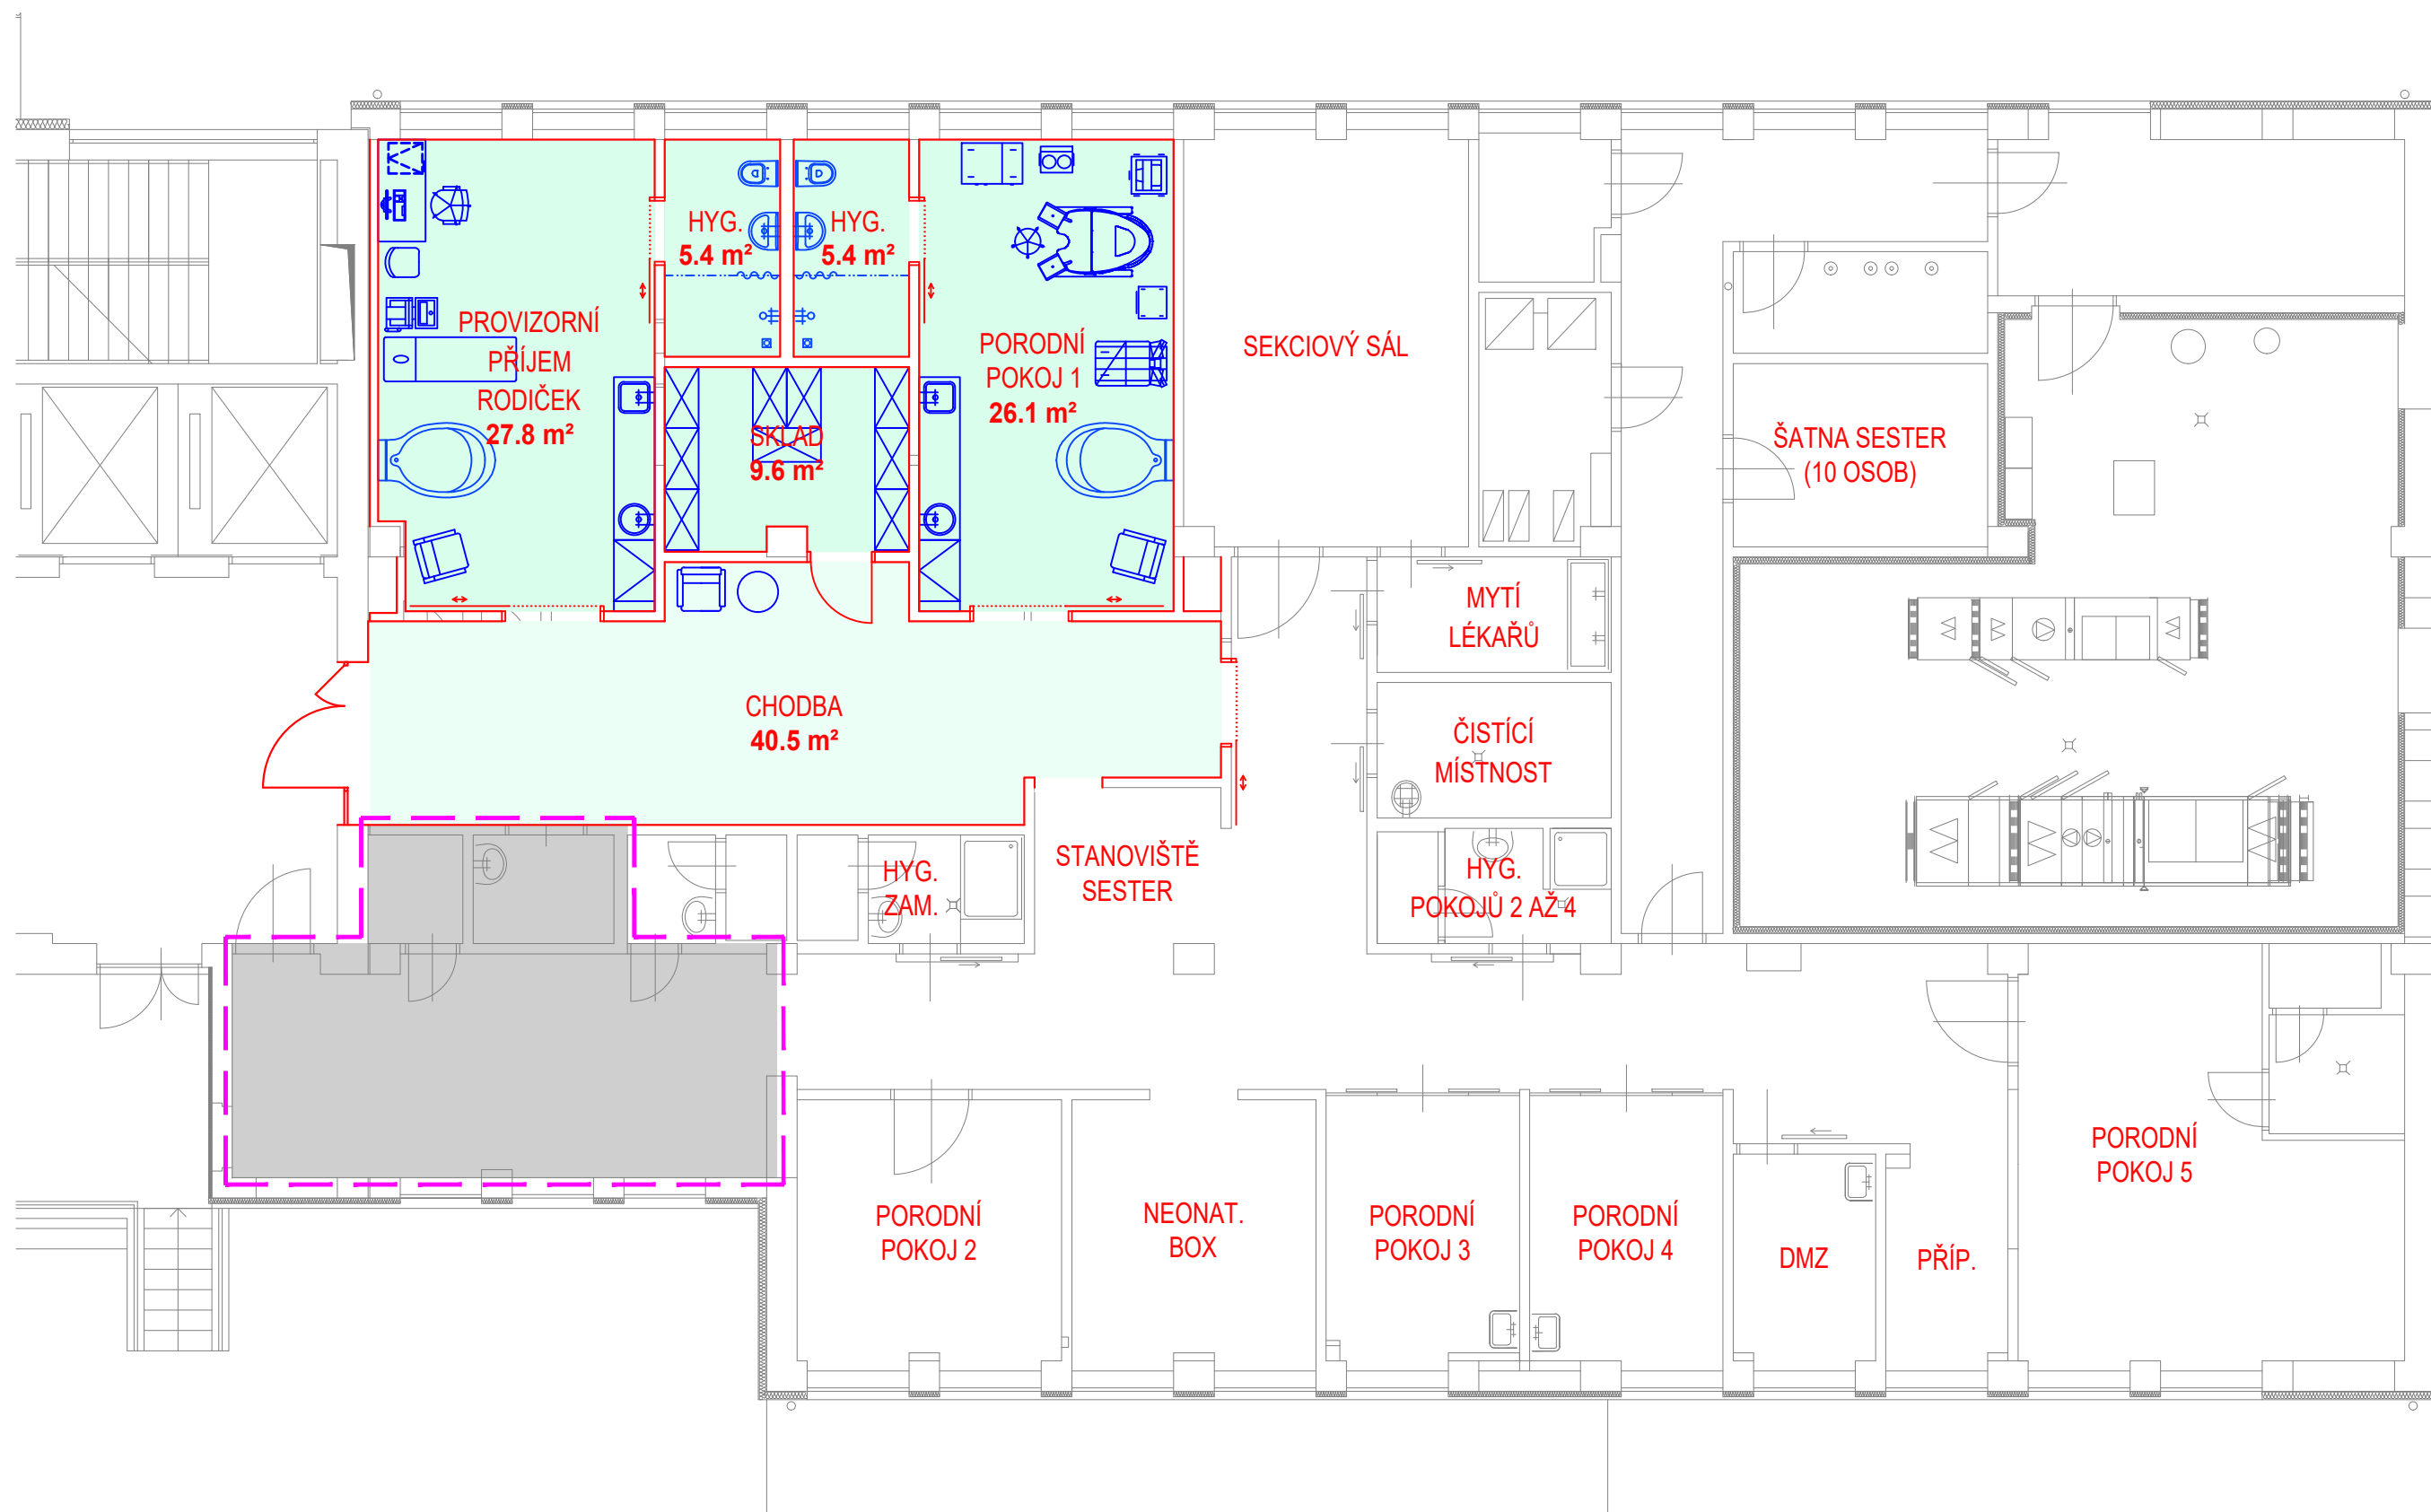 HYG.
5.4 m²
HYG.
5.4 m²
PROVIZORNÍ
PŘÍJEM
RODIČEK
27.8 m²
PORODNÍ
POKOJ 1
26.1 m²
SEKCIOVÝ SÁL
SKLAD
9.6 m²
ŠATNA SESTER
(10 OSOB)
MYTÍ
LÉKAŘŮ
CHODBA
40.5 m²
ČISTÍCÍ
MÍSTNOST
STANOVIŠTĚ
SESTER
HYG.
ZAM.
HYG.
POKOJŮ 2 AŽ 4
PORODNÍ
POKOJ 2
NEONAT.
BOX
PORODNÍ
POKOJ 3
PORODNÍ
POKOJ 4
DMZ
PŘÍP.
PORODNÍ
POKOJ 5